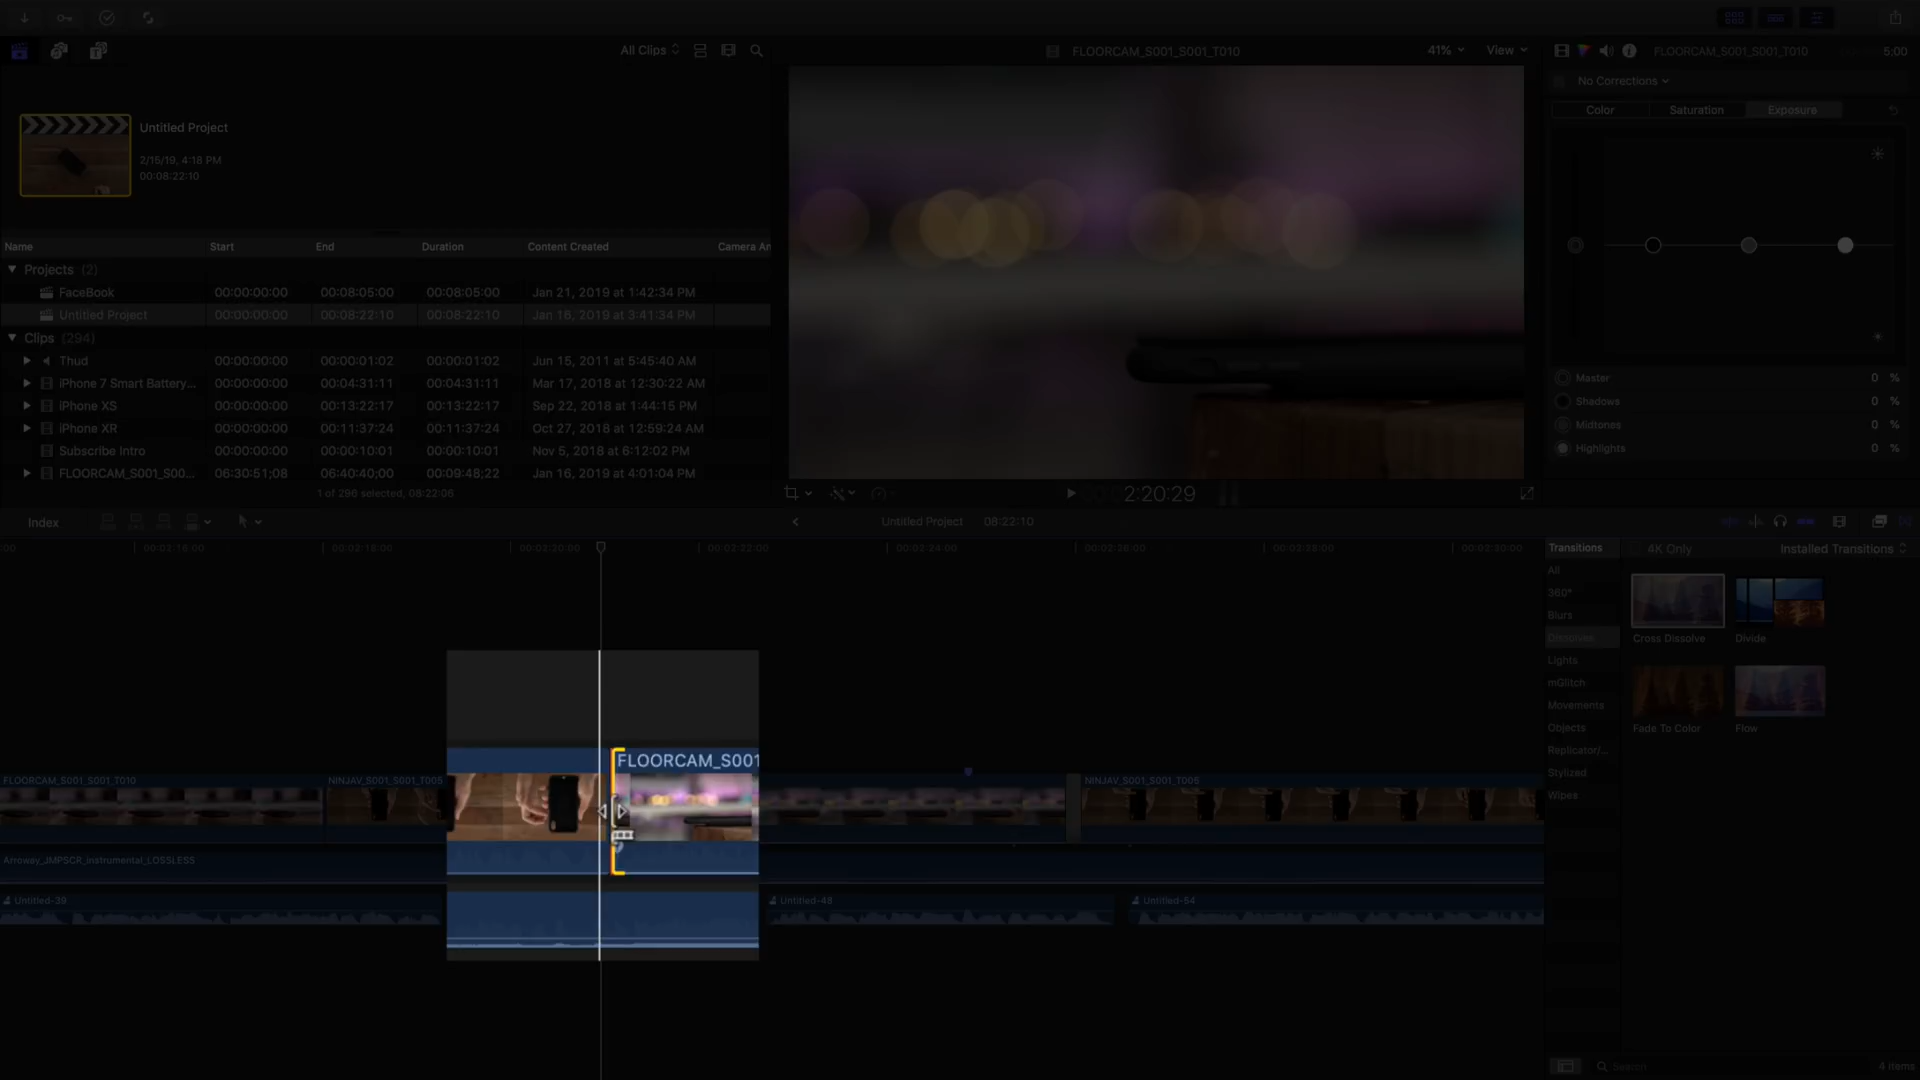 All Clips
FLOORCAM_S001_S001_T010
41%
View
FLOORCAM_S001_S001_T010
5:00
No Corrections
Color
Saturation
Exposure
Untitled Project
2/15/19, 4:18 PM
00:08:22:10
Name
Start
End
Duration
Content Created
Camera An
Projects (2)
FaceBook 00:00:00:00 00:08:05:00 00:08:05:00 Jan 21, 2019 at 1:42:34 PM
Untitled Project 00:00:00:00 00:08:22:10 00:08:22:10 Jan 16, 2019 at 3:41:34 PM
Clips (294)
Thud 00:00:00:00 00:00:01:02 00:00:01:02 Jun 15, 2011 at 5:45:40 AM
iPhone 7 Smart Battery... 00:00:00:00 00:04:31:11 00:04:31:11 Mar 17, 2018 at 12:30:22 AM
iPhone XS 00:00:00:00 00:13:22:17 00:13:22:17 Sep 22, 2018 at 1:44:15 PM
iPhone XR 00:00:00:00 00:11:37:24 00:11:37:24 Oct 27, 2018 at 12:59:24 AM
Subscribe Intro 00:00:00:00 00:00:10:01 00:00:10:01 Nov 5, 2018 at 6:12:02 PM
FLOORCAM_S001_S00... 06:30:51;08 06:40:40;00 00:09:48;22 Jan 16, 2019 at 4:01:04 PM
1 of 296 selected, 08:22:06
Master 0 %
Shadows 0 %
Midtones 0 %
Highlights 0 %
2:20:29
Index
Untitled Project
08:22:10
00:02:16:00
00:02:18:00
00:02:20:00
00:02:22:00
00:02:24:00
00:02:26:00
00:02:28:00
00:02:30:00
Transitions
4K Only
Installed Transitions
All
360°
Blurs
Dissolves
Lights
mGlitch
Movements
Objects
Replicator/...
Stylized
Wipes
Cross Dissolve
Divide
Fade To Color
Flow
FLOORCAM_S001_S001_T010
NINJAV_S001_S001_T005
FLOORCAM_S001
NINJAV_S001_S001_T005
Arroway_JMPSCR_Instrumental_LOSSLESS
Untitled-39
Untitled-48
Untitled-54
Search
4 items